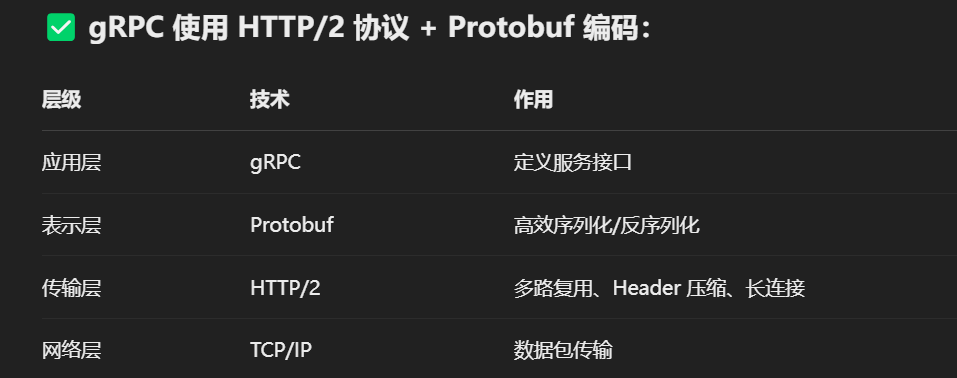 ✅ gRPC 使用 HTTP/2 协议 + Protobuf 编码：
层级 技术 作用
应用层 gRPC 定义服务接口
表示层 Protobuf 高效序列化/反序列化
传输层 HTTP/2 多路复用、Header 压缩、长连接
网络层 TCP/IP 数据包传输